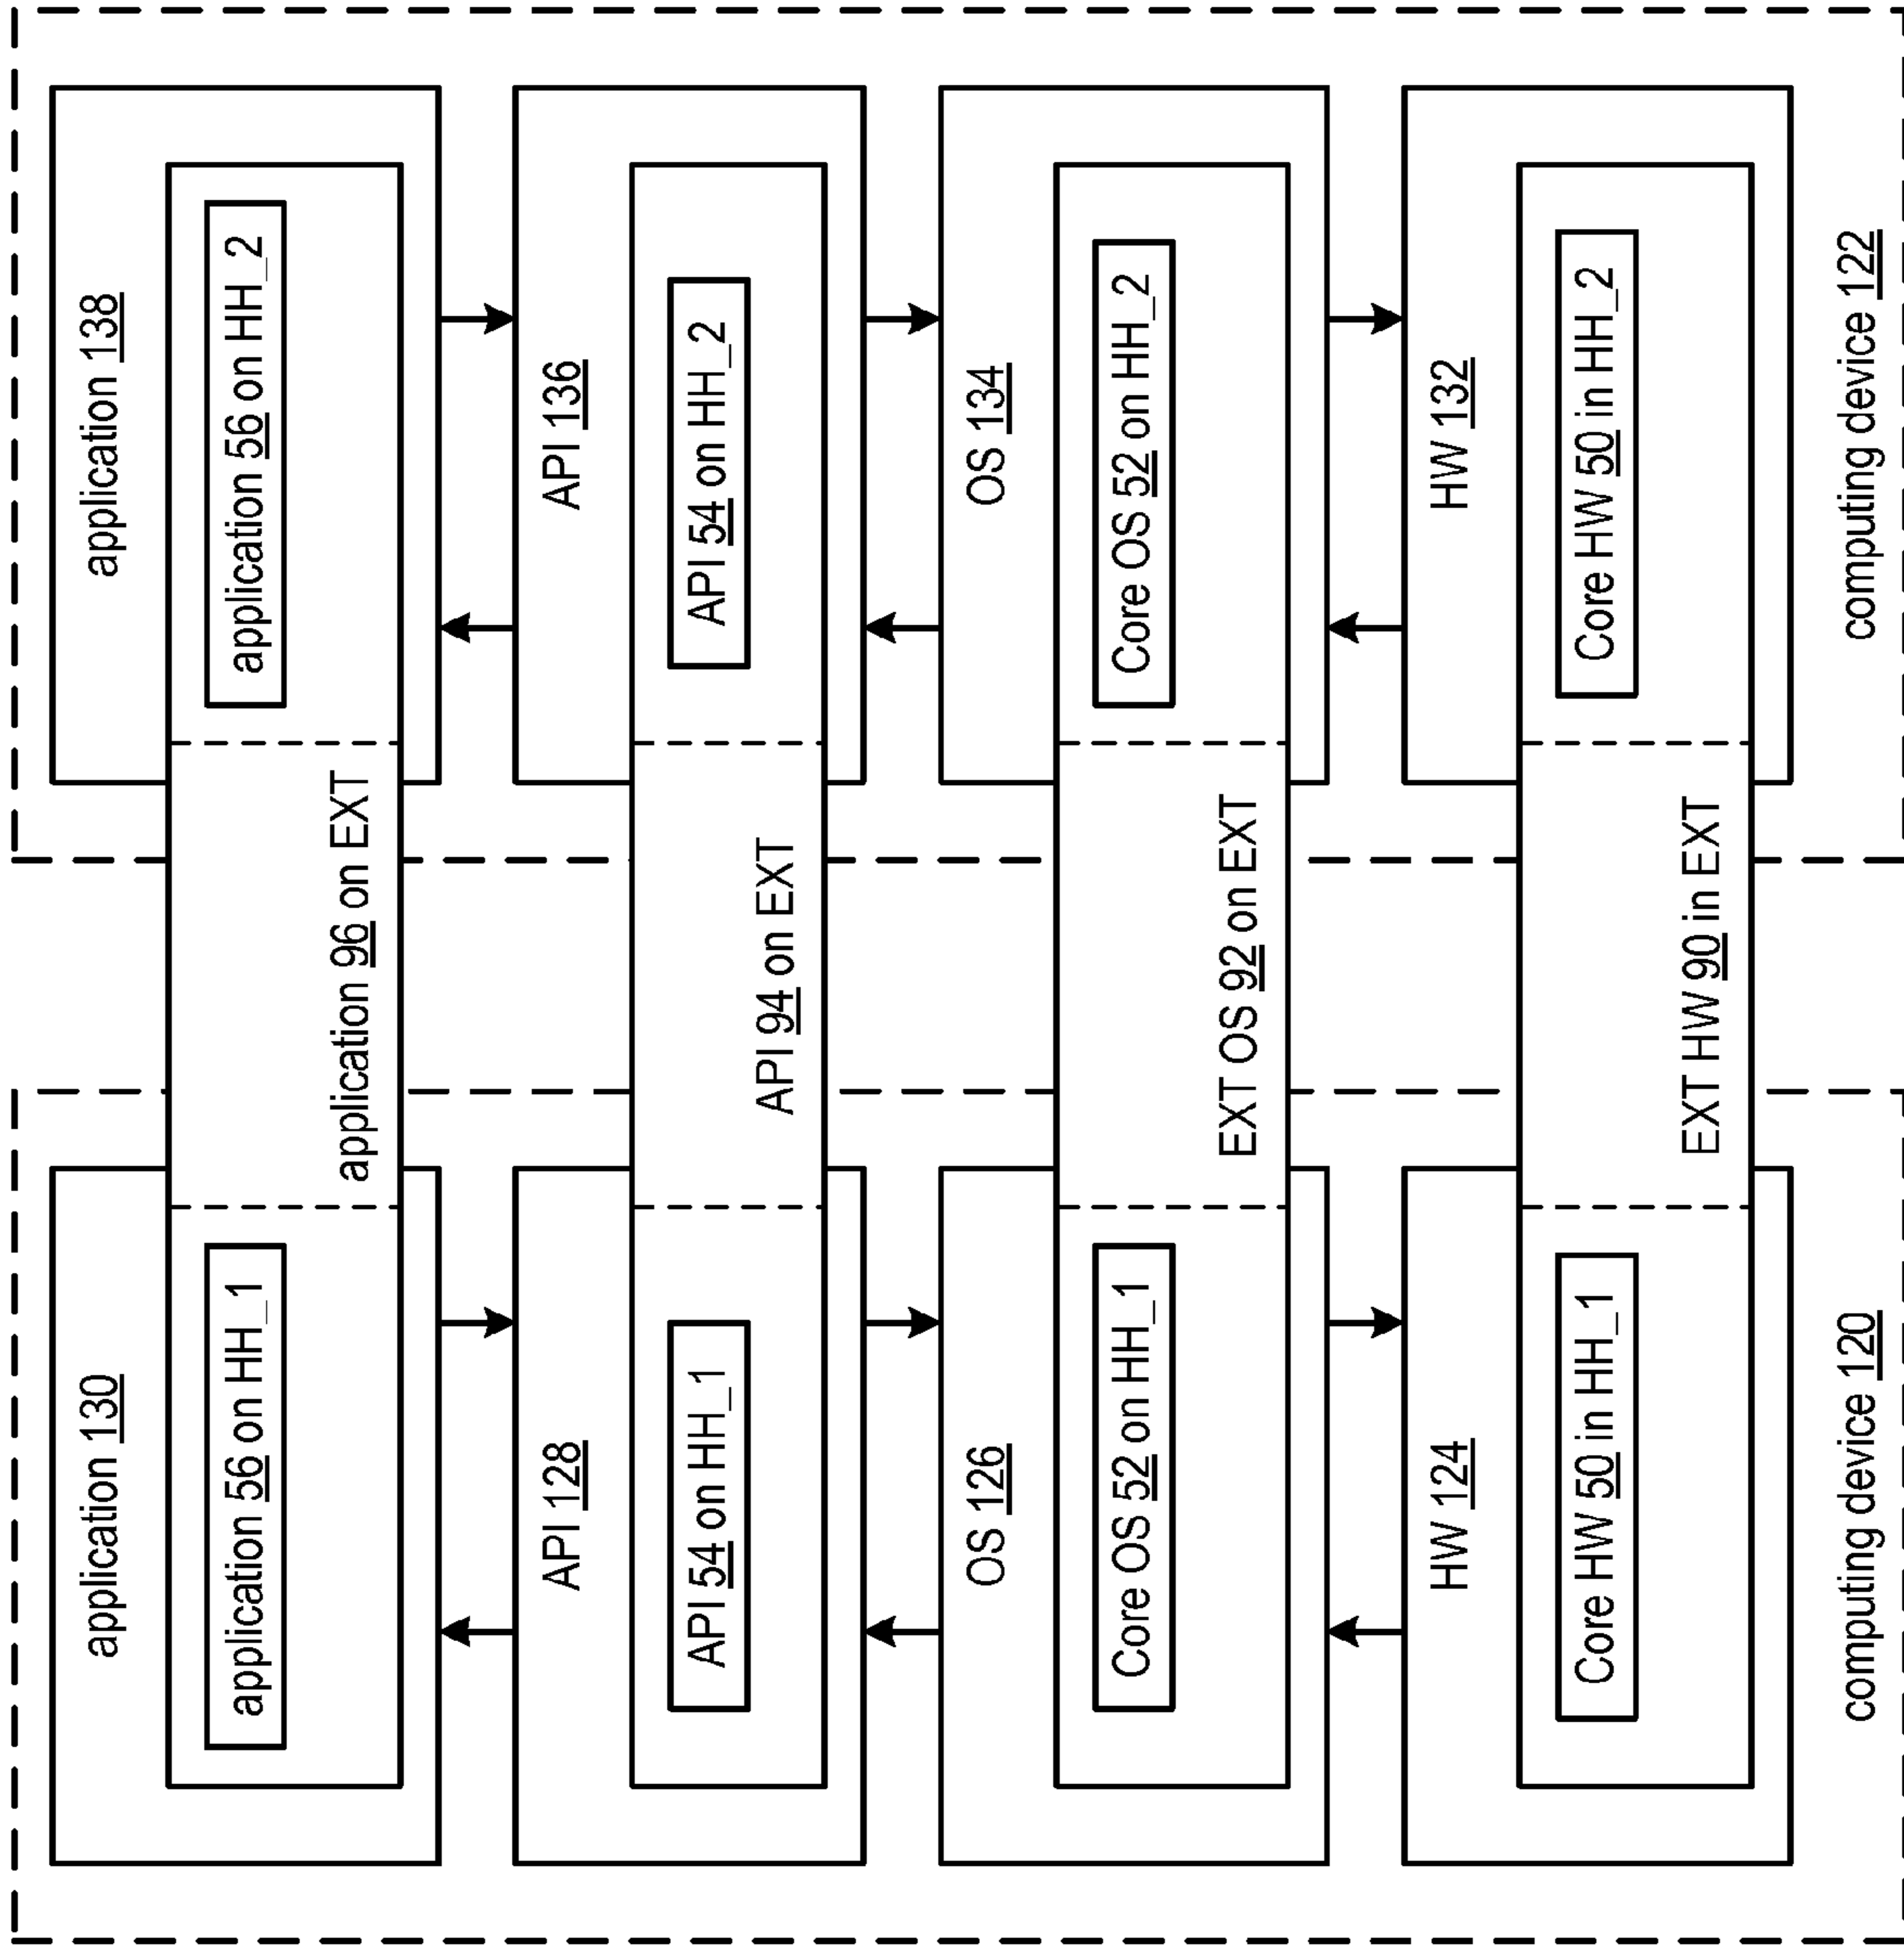 application 130
application 56 on HH_1
application 96 on EXT
application 138
application 56 on HH_2
API 128
API 54 on HH_1
API 94 on EXT
API 136
API 54 on HH_2
OS 126
Core OS 52 on HH_1
EXT OS 92 on EXT
OS 134
Core OS 52 on HH_2
HW 124
Core HW 50 in HH_1
EXT HW 90 in EXT
HW 132
Core HW 50 in HH_2
computing device 120
computing device 122